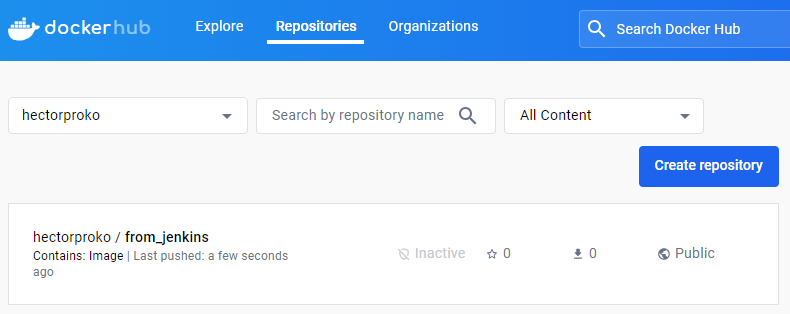 dockerhub
Explore
Repositories
Organizations
Search Docker Hub
hectorproko
Search by repository name
All Content
Create repository
hectorproko / from_jenkins
Contains: Image | Last pushed: a few seconds
ago
Inactive
0
0
Public